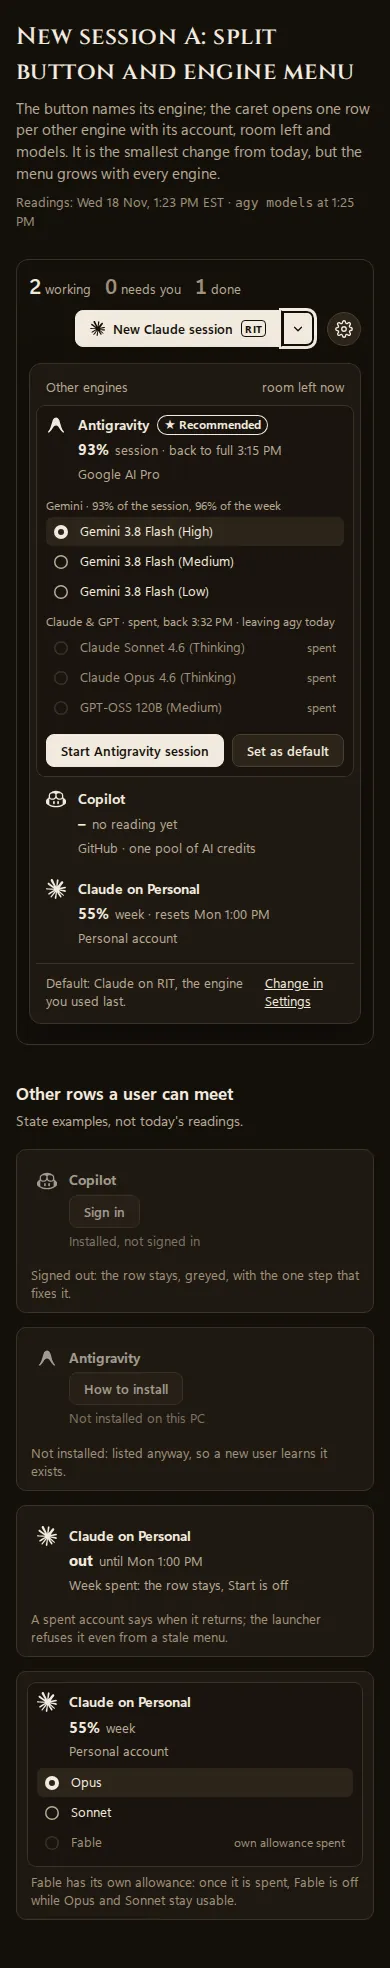 New session A: split
button and engine menu
The button names its engine; the caret opens one row
per other engine with its account, room left and
models. It is the smallest change from today, but the
menu grows with every engine.
Readings: Wed 18 Nov, 1:23 PM EST · agy models at 1:25
PM
2 working 0 needs you 1 done
New Claude session RIT
Other engines room left now
Antigravity ★ Recommended
93% session · back to full 3:15 PM
Google AI Pro
Gemini · 93% of the session, 96% of the week
Gemini 3.8 Flash (High)
Gemini 3.8 Flash (Medium)
Gemini 3.8 Flash (Low)
Claude & GPT · spent, back 3:32 PM · leaving agy today
Claude Sonnet 4.6 (Thinking) spent
Claude Opus 4.6 (Thinking) spent
GPT-OSS 120B (Medium) spent
Start Antigravity session Set as default
Copilot
– no reading yet
GitHub · one pool of AI credits
Claude on Personal
55% week · resets Mon 1:00 PM
Personal account
Default: Claude on RIT, the engine
you used last.
Change in
Settings
Other rows a user can meet
State examples, not today's readings.
Copilot
Sign in
Installed, not signed in
Signed out: the row stays, greyed, with the one step that
fixes it.
Antigravity
How to install
Not installed on this PC
Not installed: listed anyway, so a new user learns it
exists.
Claude on Personal
out until Mon 1:00 PM
Week spent: the row stays, Start is off
A spent account says when it returns; the launcher
refuses it even from a stale menu.
Claude on Personal
55% week
Personal account
Opus
Sonnet
Fable own allowance spent
Fable has its own allowance: once it is spent, Fable is off
while Opus and Sonnet stay usable.